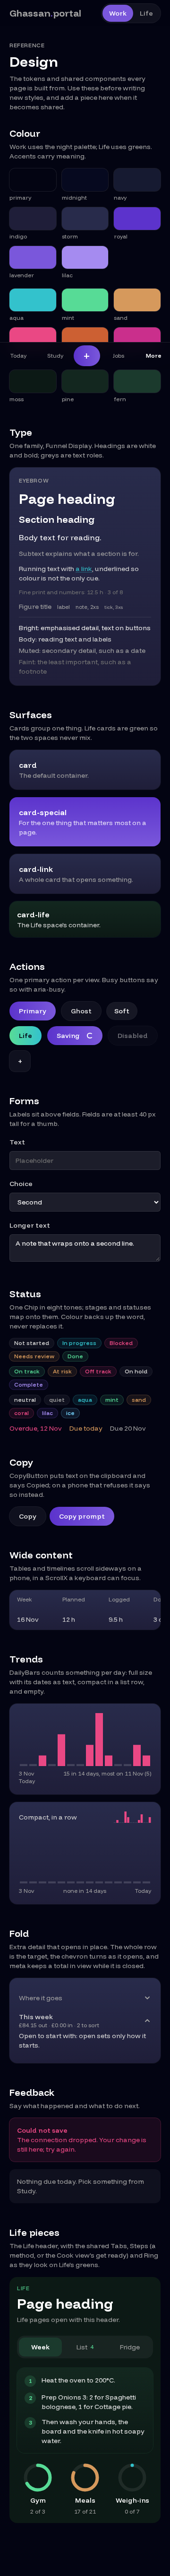 Ghassan.portal
Work Life
REFERENCE
Design
The tokens and shared components every
page is built from. Use these before writing
new styles, and add a piece here when it
becomes shared.
Colour
Work uses the night palette; Life uses greens.
Accents carry meaning.
primary midnight navy
indigo storm royal
lavender lilac
aqua mint sand
Today Study + Jobs More
moss pine fern
Type
One family, Funnel Display. Headings are white
and bold, greys are text roles.
EYEBROW
Page heading
Section heading
Body text for reading.
Subtext explains what a section is for.
Running text with a link, underlined so
colour is not the only cue.
Fine print and numbers: 12.5 h · 3 of 8
Figure title label note, 2xs tick, 3xs
Bright: emphasised detail, text on buttons
Body: reading text and labels
Muted: secondary detail, such as a date
Faint: the least important, such as a
footnote
Surfaces
Cards group one thing. Life cards are green so
the two spaces never mix.
card
The default container.
card-special
For the one thing that matters most on a
page.
card-link
A whole card that opens something.
card-life
The Life space's container.
Actions
One primary action per view. Busy buttons say
why with aria-busy.
Primary Ghost Soft
Life Saving Disabled
+
Forms
Labels sit above fields. Fields are at least 40 px
tall for a thumb.
Text
Placeholder
Choice
Second
Longer text
A note that wraps onto a second line.
Status
One Chip in eight tones; stages and statuses
map onto them. Colour backs up the word,
never replaces it.
Not started In progress Blocked
Needs review Done
On track At risk Off track On hold
Complete
neutral quiet aqua mint sand
coral lilac ice
Overdue, 12 Nov Due today Due 20 Nov
Copy
CopyButton puts text on the clipboard and
says Copied; on a phone that refuses it says
so instead.
Copy Copy prompt
Wide content
Tables and timelines scroll sideways on a
phone, in a ScrollX a keyboard can focus.
Week Planned Logged
16 Nov 12 h 9.5 h
Trends
DailyBars counts something per day: full size
with its dates as text, compact in a list row,
and empty.
3 Nov 15 in 14 days, most on 11 Nov (5)
Today
Compact, in a row
3 Nov none in 14 days Today
Fold
Extra detail that opens in place. The whole row
is the target, the chevron turns as it opens, and
meta keeps a total in view while it is closed.
Where it goes
This week
£84.15 out · £0.00 in · 2 to sort
Open to start with: open sets only how it
starts.
Feedback
Say what happened and what to do next.
Could not save
The connection dropped. Your change is
still here; try again.
Nothing due today. Pick something from
Study.
Life pieces
The Life header, with the shared Tabs, Steps (a
method, or the Cook view's get ready) and Ring
as they look on Life's greens.
LIFE
Page heading
Life pages open with this header.
Week List 4 Fridge
1 Heat the oven to 200°C.
2 Prep Onions 3: 2 for Spaghetti
bolognese, 1 for Cottage pie.
3 Then wash your hands, the
board and the knife in hot soapy
water.
Gym Meals Weigh-ins
2 of 3 17 of 21 0 of 7